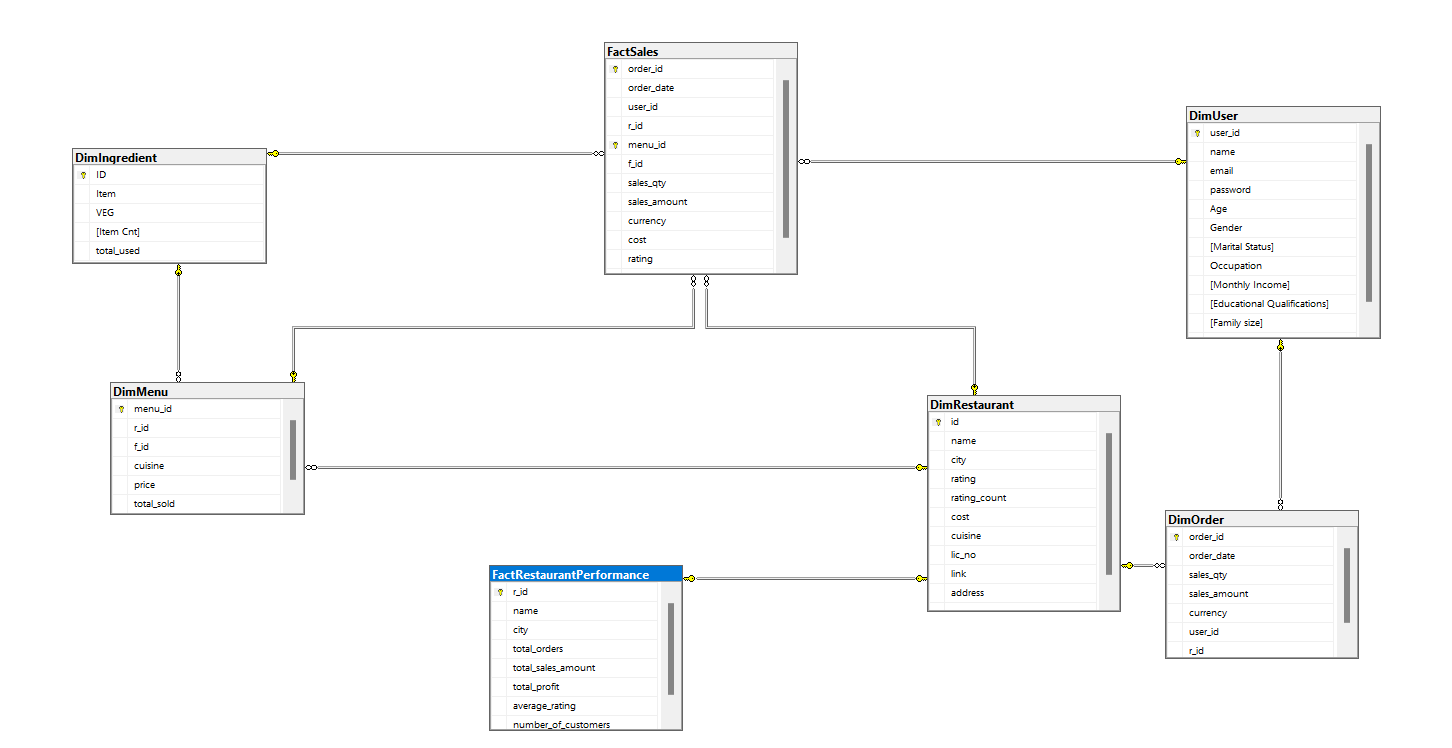 FactSales
order_id
order_date
user_id
r_id
menu_id
f_id
sales_qty
sales_amount
currency
cost
rating
DimUser
user_id
name
email
password
Age
Gender
[Marital Status]
Occupation
[Monthly Income]
[Educational Qualifications]
[Family size]
DimIngredient
ID
Item
VEG
[Item Cnt]
total_used
DimMenu
menu_id
r_id
f_id
cuisine
price
total_sold
DimRestaurant
id
name
city
rating
rating_count
cost
cuisine
lic_no
link
address
DimOrder
order_id
order_date
sales_qty
sales_amount
currency
user_id
r_id
FactRestaurantPerformance
r_id
name
city
total_orders
total_sales_amount
total_profit
average_rating
number_of_customers